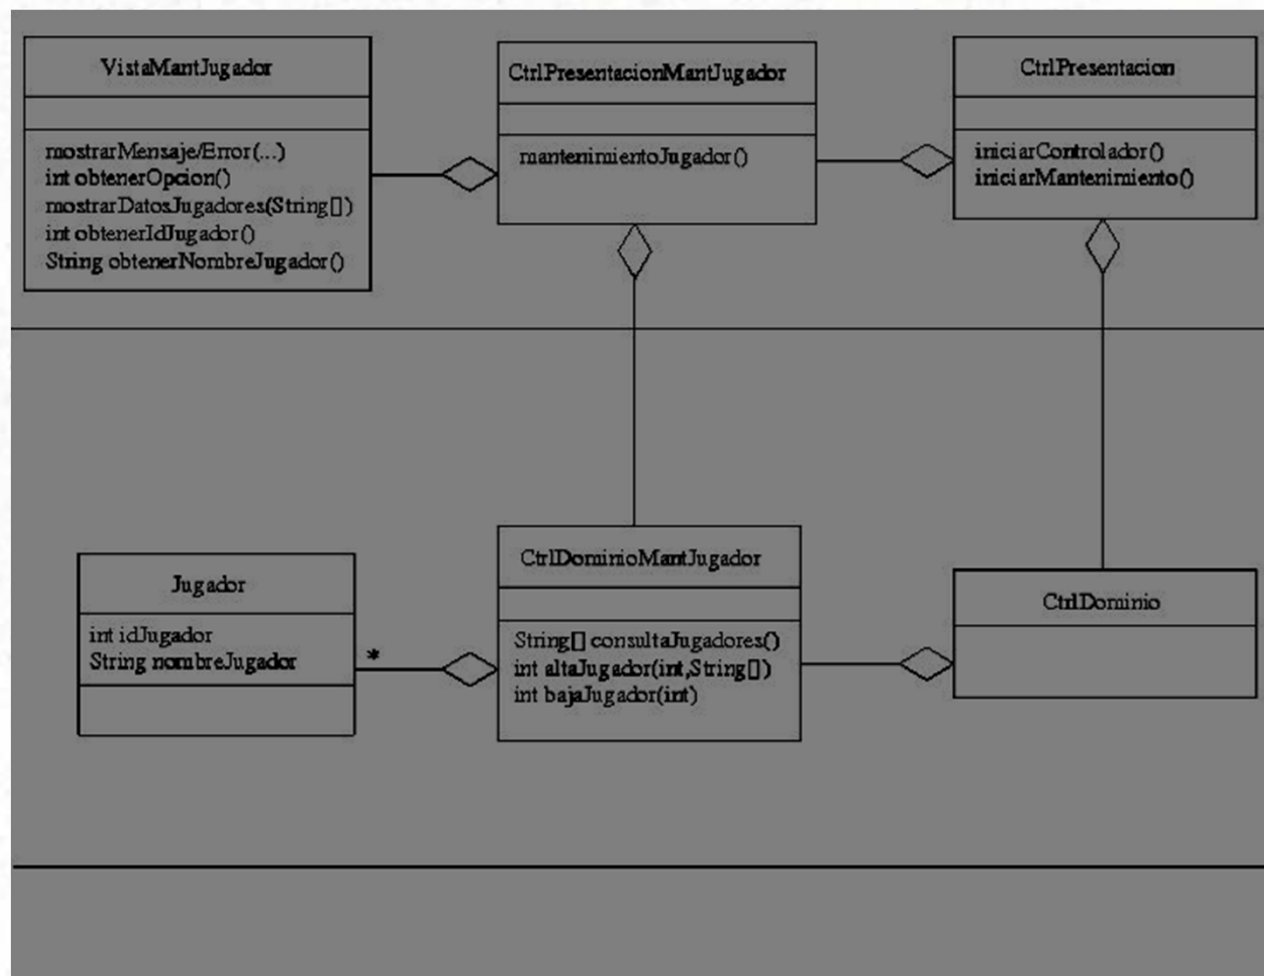 VistaMantJugador
mostrarMensaje/Error(...)
int obtenerOpcion()
mostrarDatosJugadores(String[])
int obtenerIdJugador()
String obtenerNombreJugador()
CtrlPresentacionMantJugador
mantenimientoJugador()
CtrlPresentacion
iniciarControlador()
iniciarMantenimiento()
Jugador
int idJugador
String nombreJugador
*
CtrlDominioMantJugador
String[] consultaJugadores()
int altaJugador(int,String[])
int bajaJugador(int)
CtrlDominio